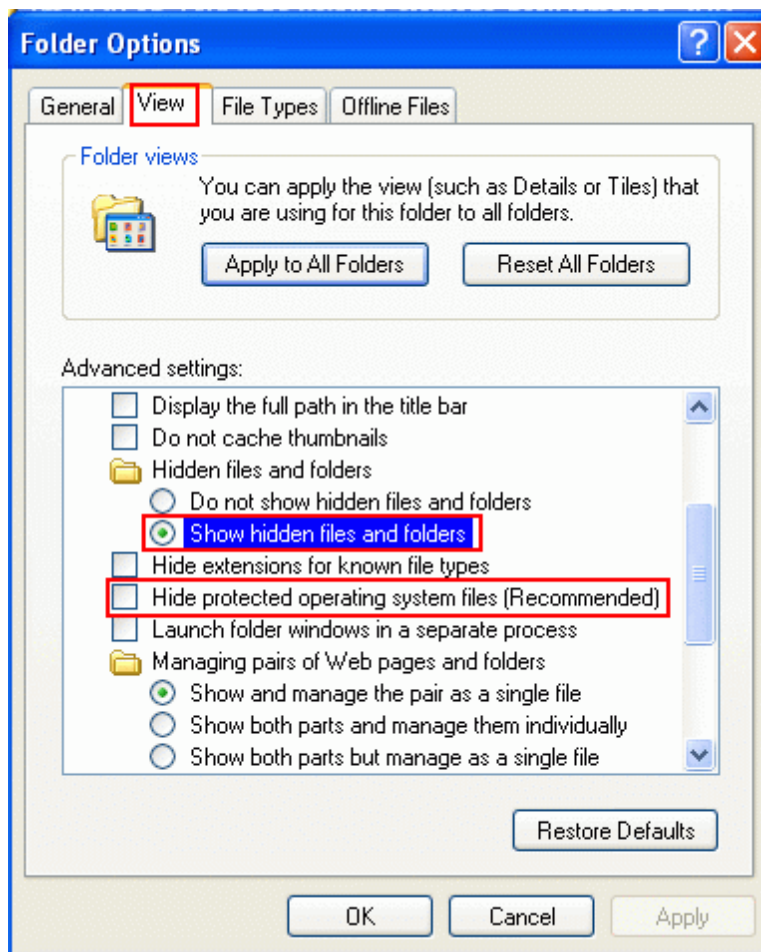 Folder Options
General
View
File Types
Offline Files
Folder views
You can apply the view (such as Details or Tiles) that
you are using for this folder to all folders.
Apply to All Folders
Reset All Folders
Advanced settings:
Display the full path in the title bar
Do not cache thumbnails
Hidden files and folders
Do not show hidden files and folders
Show hidden files and folders
Hide extensions for known file types
Hide protected operating system files (Recommended)
Launch folder windows in a separate process
Managing pairs of Web pages and folders
Show and manage the pair as a single file
Show both parts and manage them individually
Show both parts but manage as a single file
Restore Defaults
OK
Cancel
Apply